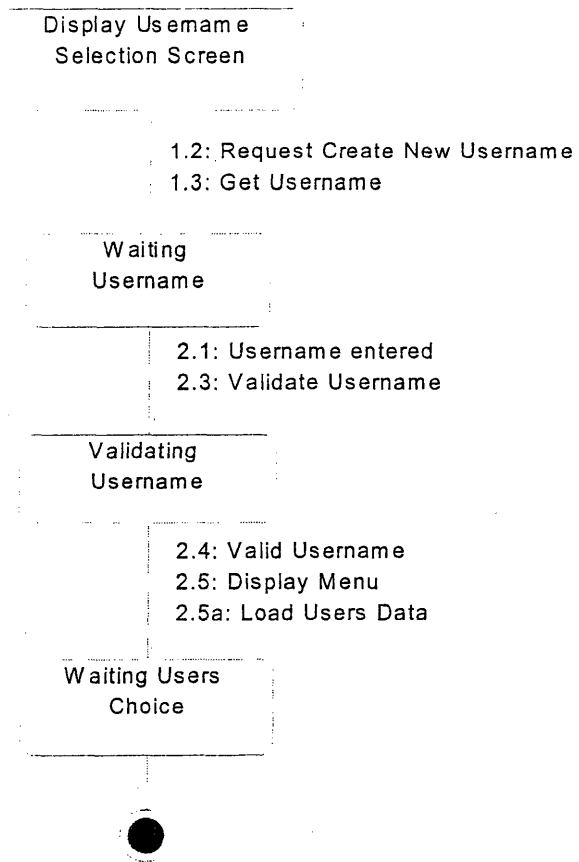 Display Username
Selection Screen
1.2: Request Create New Username
1.3: Get Username
Waiting
Username
2.1: Username entered
2.3: Validate Username
Validating
Username
2.4: Valid Username
2.5: Display Menu
2.5a: Load Users Data
Waiting Users
Choice